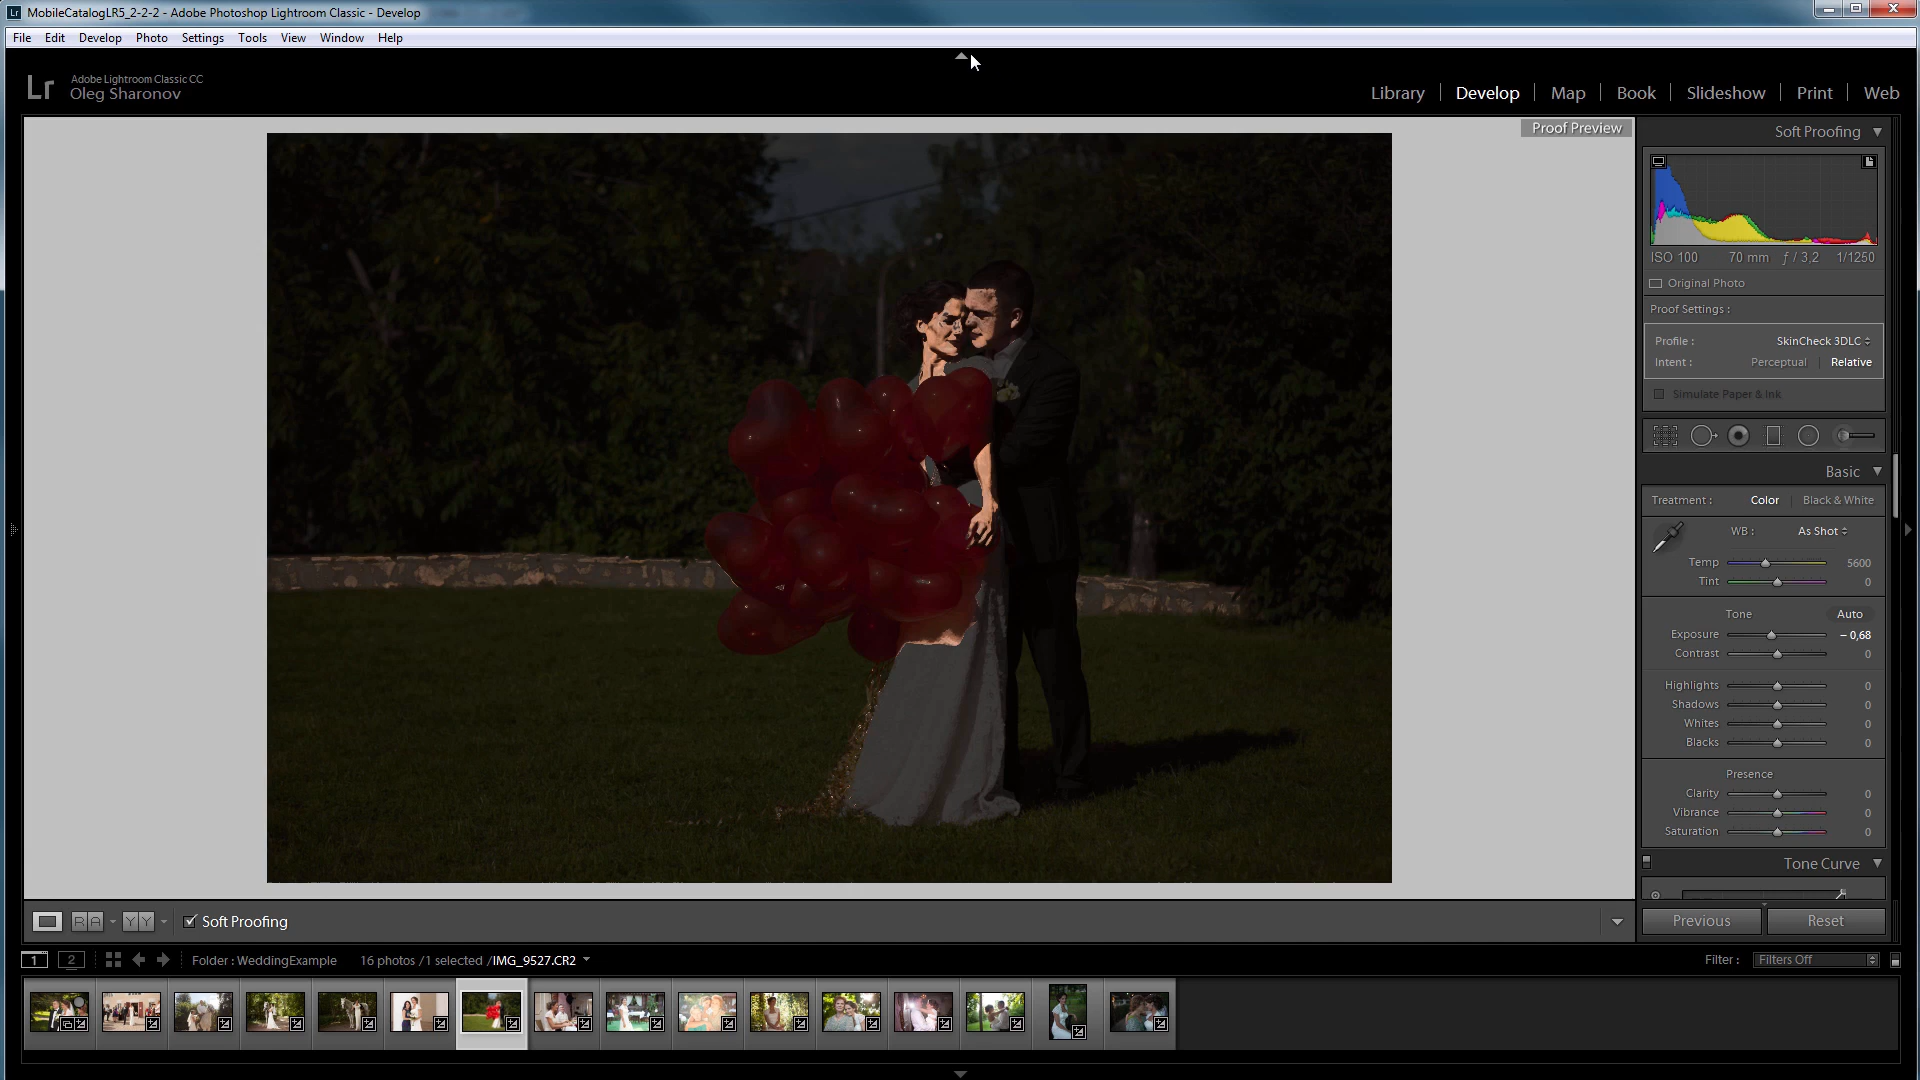 MobileCatalogLR5_2-2-2 - Adobe Photoshop Lightroom Classic - Develop
File Edit Develop Photo Settings Tools View Window Help
Lr
Adobe Lightroom Classic CC
Oleg Sharonov
Library Develop Map Book Slideshow Print Web
Proof Preview
Soft Proofing
ISO 100 70 mm ƒ / 3,2 1/1250
Original Photo
Proof Settings :
Profile : SkinCheck 3DLC
Intent : Perceptual Relative
Simulate Paper & Ink
Basic
Treatment : Color Black & White
WB : As Shot
Temp 5600
Tint 0
Tone Auto
Exposure – 0,68
Contrast 0
Highlights 0
Shadows 0
Whites 0
Blacks 0
Presence
Clarity 0
Vibrance 0
Saturation 0
Tone Curve
R A Y Y Soft Proofing
Previous Reset
1 2 Folder : WeddingExample 16 photos /1 selected /IMG_9527.CR2
Filter : Filters Off